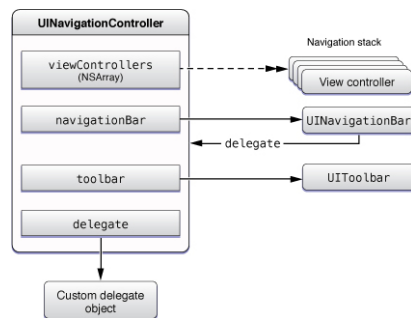 UINavigationController
Navigation stack
viewControllers
(NSArray)
View controller
navigationBar
UINavigationBar
delegate
toolbar
UIToolbar
delegate
Custom delegate
object